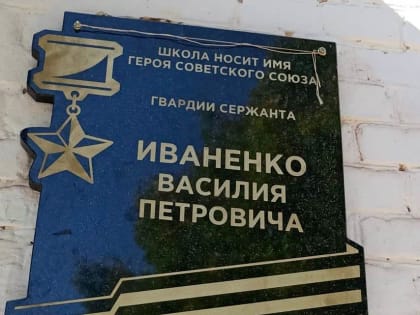 ШКОЛА НОСИТ ИМЯ
ГЕРОЯ СОВЕТСКОГО СОЮЗА
ГВАРДИИ СЕРЖАНТА
ИВАНЕНКО
ВАСИЛИЯ
ПЕТРОВИЧА